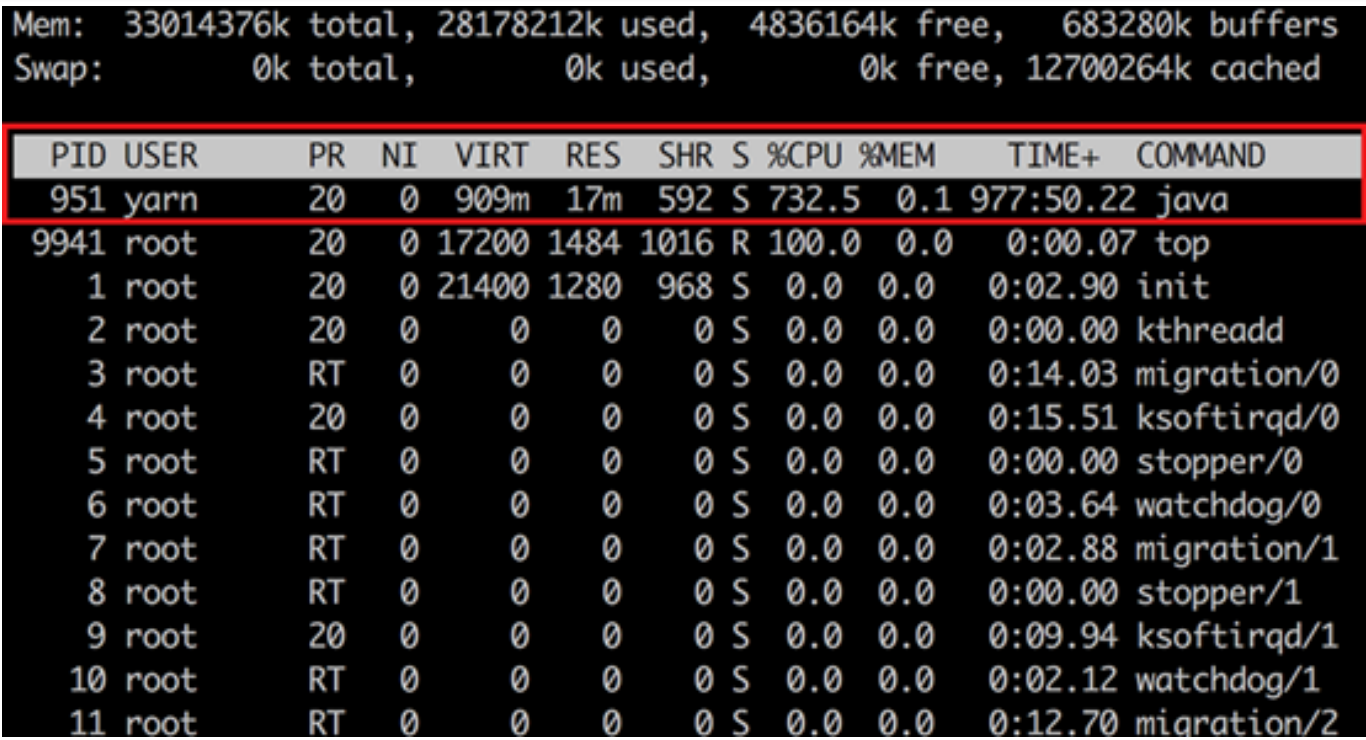 Mem: 33014376k total, 28178212k used, 4836164k free, 683280k buffers
Swap: 0k total, 0k used, 0k free, 12700264k cached
PID USER PR NI VIRT RES SHR S %CPU %MEM TIME+ COMMAND
951 yarn 20 0 909m 17m 592 S 732.5 0.1 977:50.22 java
9941 root 20 0 17200 1484 1016 R 100.0 0.0 0:00.07 top
1 root 20 0 21400 1280 968 S 0.0 0.0 0:02.90 init
2 root 20 0 0 0 0 S 0.0 0.0 0:00.00 kthreadd
3 root RT 0 0 0 0 S 0.0 0.0 0:14.03 migration/0
4 root 20 0 0 0 0 S 0.0 0.0 0:15.51 ksoftirqd/0
5 root RT 0 0 0 0 S 0.0 0.0 0:00.00 stopper/0
6 root RT 0 0 0 0 S 0.0 0.0 0:03.64 watchdog/0
7 root RT 0 0 0 0 S 0.0 0.0 0:02.88 migration/1
8 root RT 0 0 0 0 S 0.0 0.0 0:00.00 stopper/1
9 root 20 0 0 0 0 S 0.0 0.0 0:09.94 ksoftirqd/1
10 root RT 0 0 0 0 S 0.0 0.0 0:02.12 watchdog/1
11 root RT 0 0 0 0 S 0.0 0.0 0:12.70 migration/2